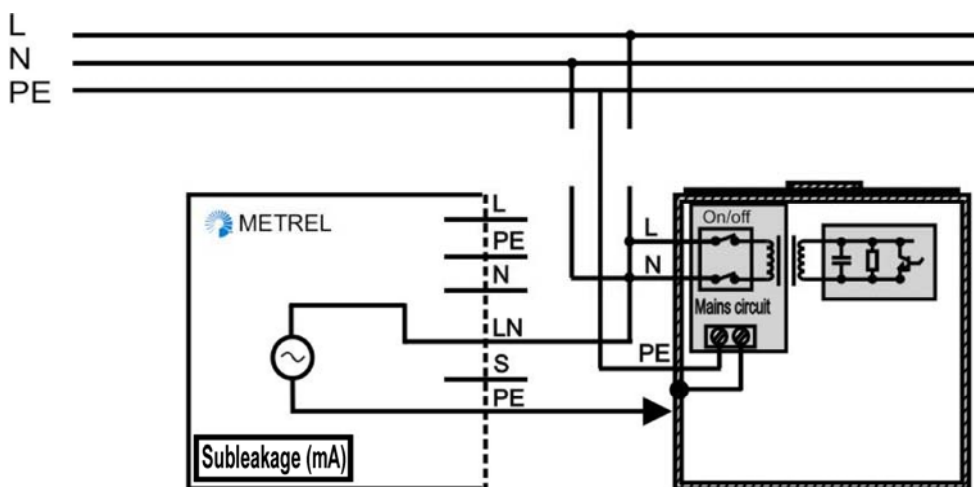 L
N
PE
METREL
L
PE
N
LN
S
PE
Subleakage (mA)
L
N
PE
On/off
Mains circuit